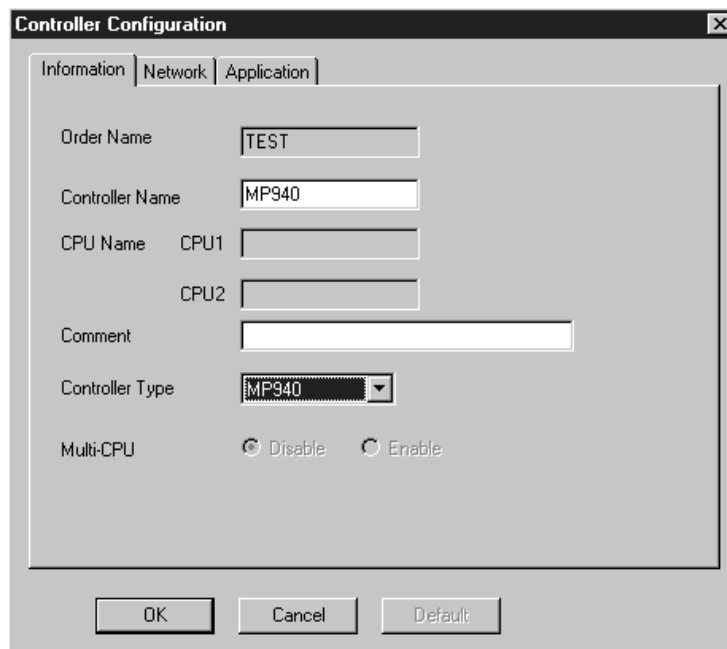 Controller Configuration
Information Network Application
Order Name TEST
Controller Name MP940
CPU Name CPU1
CPU2
Comment
Controller Type MP940
Multi-CPU Disable Enable
OK Cancel Default